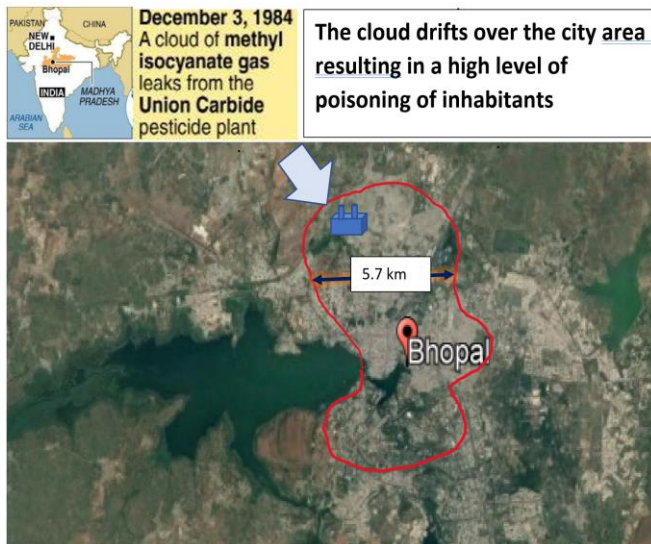 PAKISTAN
CHINA
NEW
DELHI
Bhopal
INDIA
MADHYA
PRADESH
ARABIAN
SEA
December 3, 1984
A cloud of methyl
isocyanate gas
leaks from the
Union Carbide
pesticide plant
The cloud drifts over the city area
resulting in a high level of
poisoning of inhabitants
5.7 km
Bhopal